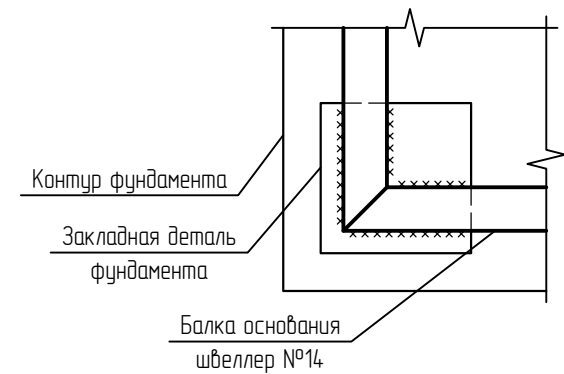 Контур фундамента
Закладная деталь
фундамента
Балка основания
швеллер №14